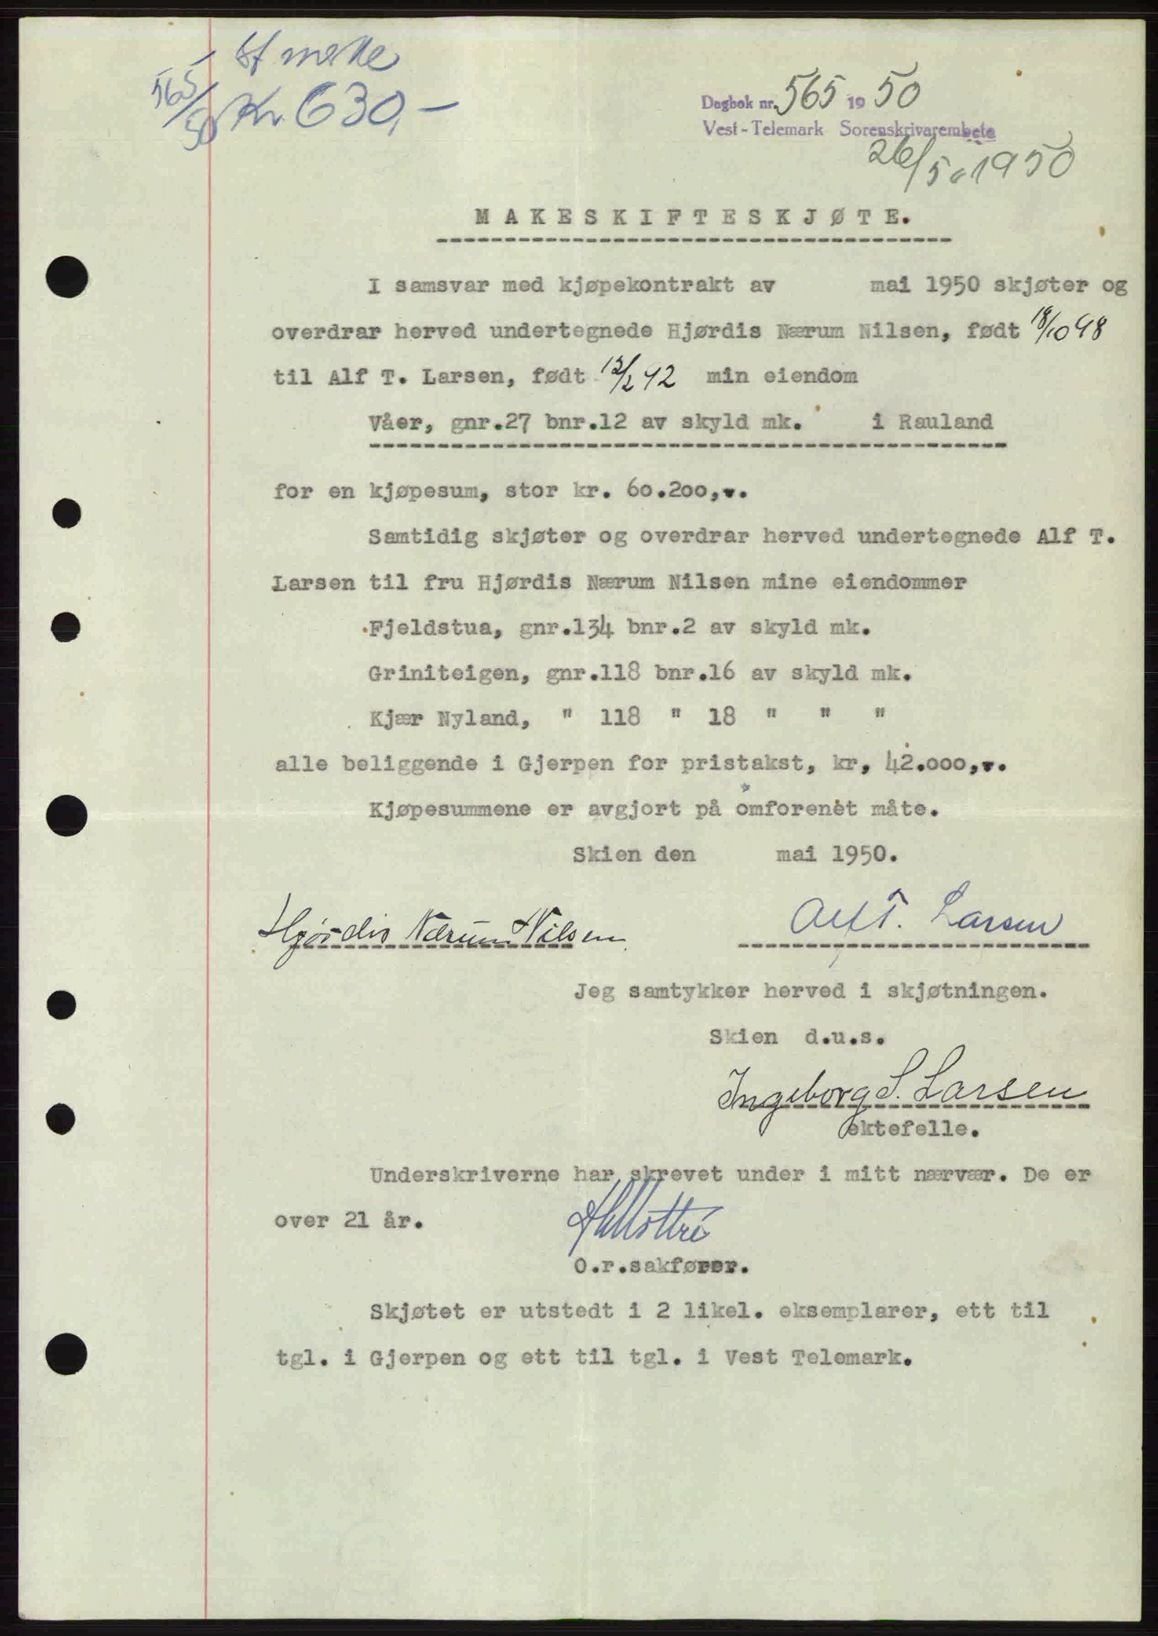 St merke
565/50 Kr 630,-
Dagbok nr. 565 1950
Vest-Telemark Sorenskrivarembete
26/5.1950
MAKESKIFTESKJØTE.
I samsvar med kjøpekontrakt av mai 1950 skjøter og
overdrar herved undertegnede Hjørdis Nærum Nilsen, født 18/10 98
til Alf T. Larsen, født 12/2 42 min eiendom
Våer, gnr.27 bnr.12 av skyld mk. i Rauland
for en kjøpesum, stor kr. 60.200,-.
Samtidig skjøter og overdrar herved undertegnede Alf T.
Larsen til fru Hjørdis Nærum Nilsen mine eiendommer
Fjeldstua, gnr.134 bnr.2 av skyld mk.
Griniteigen, gnr.118 bnr.16 av skyld mk.
Kjær Nyland, " 118 " 18 " " "
alle beliggende i Gjerpen for pristakst, kr, 42.000,-.
Kjøpesummene er avgjort på omforenet måte.
Skien den mai 1950.
Hjørdis Nærum Nilsen Alf T. Larsen
Jeg samtykker herved i skjøtningen.
Skien d.u.s.
Ingeborg S. Larsen
ektefelle.
Underskriverne har skrevet under i mitt nærvær. De er
over 21 år.
O.r.sakfører.
Skjøtet er utstedt i 2 likel. eksemplarer, ett til
tgl. i Gjerpen og ett til tgl. i Vest Telemark.